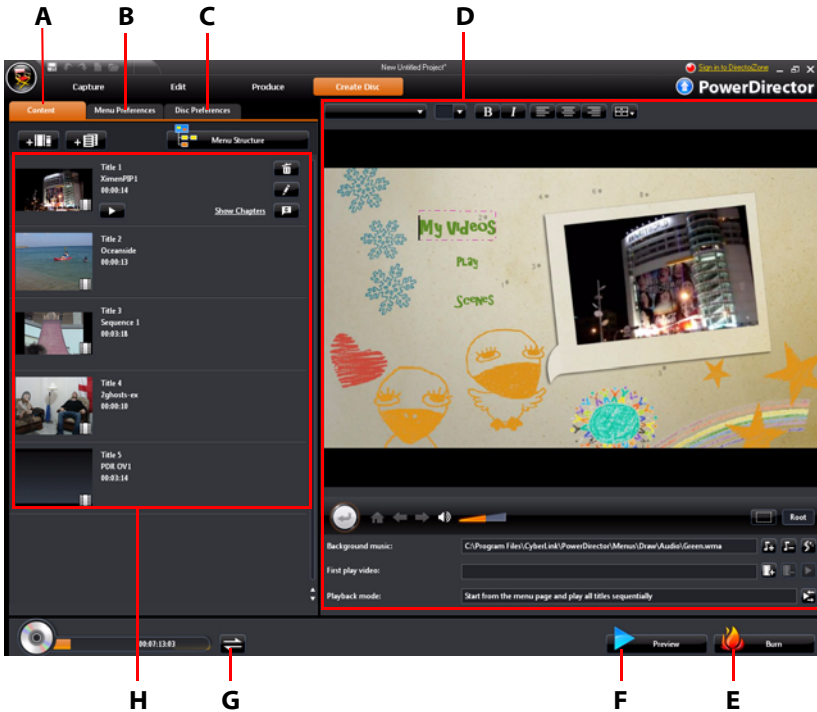 A B C D
New Untitled Project*
Sign in to DirectorZone
Capture Edit Produce Create Disc
PowerDirector
Content Menu Preferences Disc Preferences
B I
Menu Structure
Title 1
XimenPIP1
00:00:14
Show Chapters
Title 2
Oceanside
00:00:13
Title 3
Sequence 1
00:03:18
Title 4
2ghosts-ex
00:00:10
Title 5
PDR OV1
00:03:14
My Videos
Play
Scenes
Root
Background music: C:\Program Files\CyberLink\PowerDirector\Menus\Draw\Audio\Green.wma
First play video:
Playback mode: Start from the menu page and play all titles sequentially
00:07:13:03
Preview
Burn
H G F E